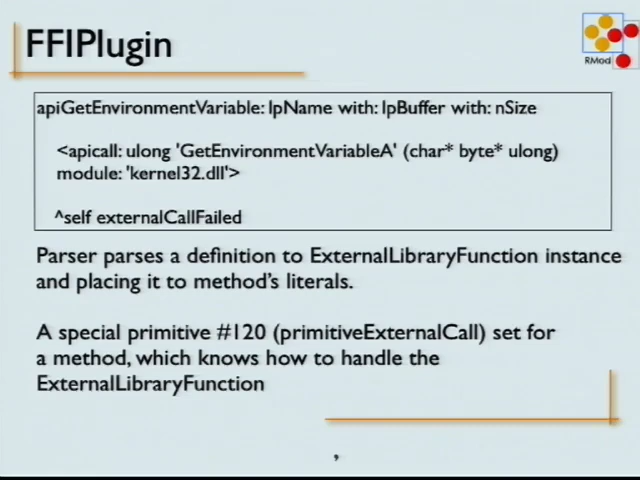 FFIPlugin
RMod
apiGetEnvironmentVariable: lpName with: lpBuffer with: nSize
<apicall: ulong 'GetEnvironmentVariableA' (char* byte* ulong)
module: 'kernel32.dll'>
^self externalCallFailed
Parser parses a definition to ExternalLibraryFunction instance
and placing it to method's literals.
A special primitive #120 (primitiveExternalCall) set for
a method, which knows how to handle the
ExternalLibraryFunction